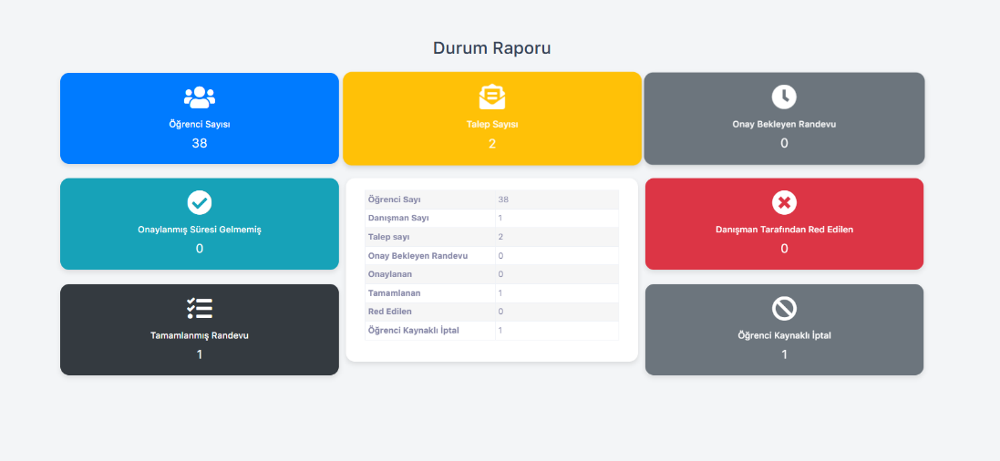 Durum Raporu
Öğrenci Sayısı
38
Talep Sayısı
2
Onay Bekleyen Randevu
0
Onaylanmış Süresi Gelmemiş
0
Öğrenci Sayı 38
Danışman Sayı 1
Talep sayı 2
Onay Bekleyen Randevu 0
Onaylanan 0
Tamamlanan 1
Red Edilen 0
Öğrenci Kaynaklı İptal 1
Danışman Tarafından Red Edilen
0
Tamamlanmış Randevu
1
Öğrenci Kaynaklı İptal
1